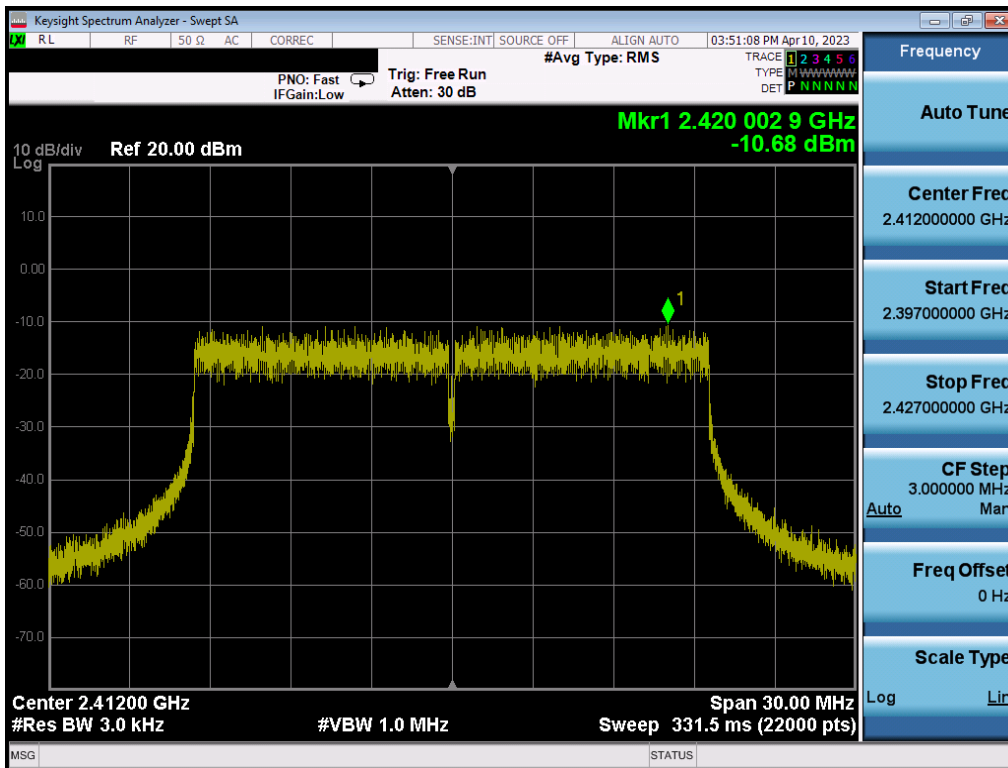 Keysight Spectrum Analyzer - Swept SA
LXI RL RF 50 Ω AC CORREC SENSE:INT SOURCE OFF ALIGN AUTO 03:51:08 PM Apr 10, 2023
#Avg Type: RMS
TRACE 1 2 3 4 5 6
PNO: Fast Trig: Free Run
TYPE M W W W W W
IFGain:Low Atten: 30 dB
DET P N N N N N
Mkr1 2.420 002 9 GHz
10 dB/div Ref 20.00 dBm -10.68 dBm
Log
10.0
0.00
1
-10.0
-20.0
-30.0
-40.0
-50.0
-60.0
-70.0
Center 2.41200 GHz Span 30.00 MHz
#Res BW 3.0 kHz #VBW 1.0 MHz Sweep 331.5 ms (22000 pts)
MSG STATUS
Frequency
Auto Tune
Center Freq
2.412000000 GHz
Start Freq
2.397000000 GHz
Stop Freq
2.427000000 GHz
CF Step
3.000000 MHz
Auto Man
Freq Offset
0 Hz
Scale Type
Log Lin